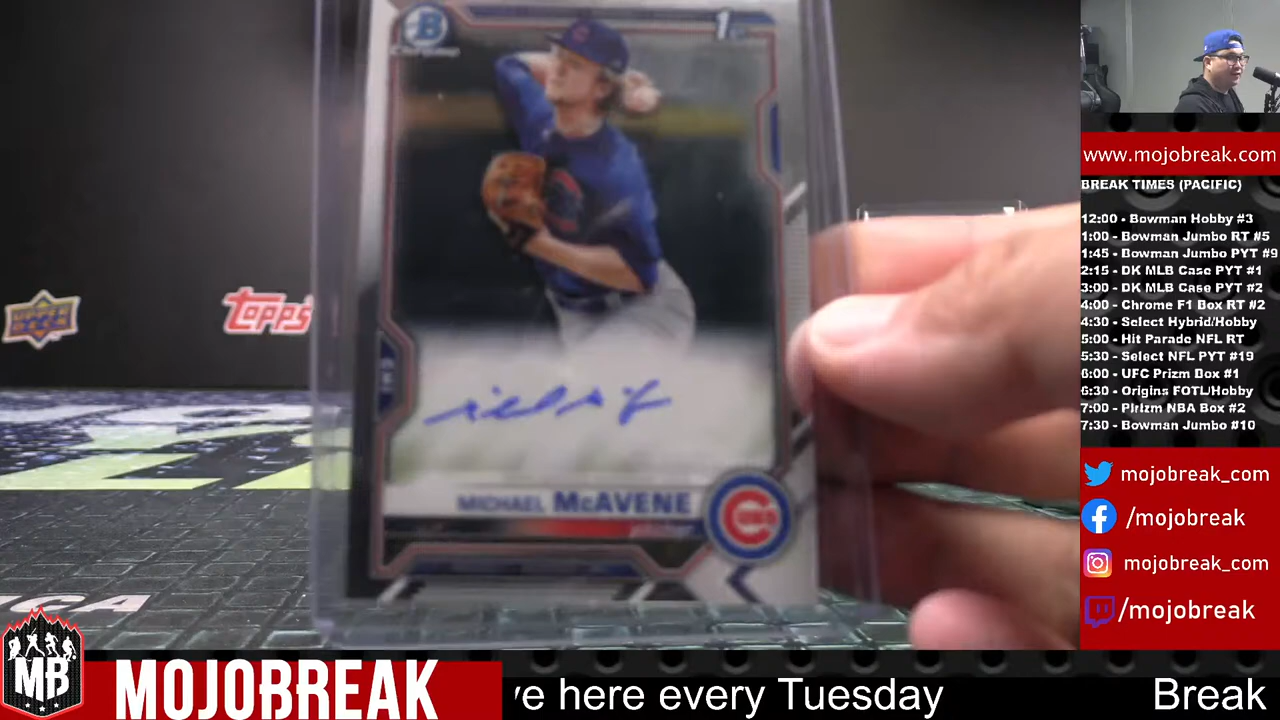 1st
MICHAEL McAVENE
UPPER DECK
TOPPS
ICA
www.mojobreak.com
BREAK TIMES (PACIFIC)
12:00 - Bowman Hobby #3
1:00 - Bowman Jumbo RT #5
1:45 - Bowman Jumbo PYT #9
2:15 - DK MLB Case PYT #1
3:00 - DK MLB Case PYT #2
4:00 - Chrome F1 Box RT #2
4:30 - Select Hybrid/Hobby
5:00 - Hit Parade NFL RT
5:30 - Select NFL PYT #19
6:00 - UFC Prizm Box #1
6:30 - Origins FOTL/Hobby
7:00 - Pirizm NBA Box #2
7:30 - Bowman Jumbo #10
mojobreak_com
/mojobreak
mojobreak_com
/mojobreak
MB
MOJOBREAK
ve here every Tuesday Break